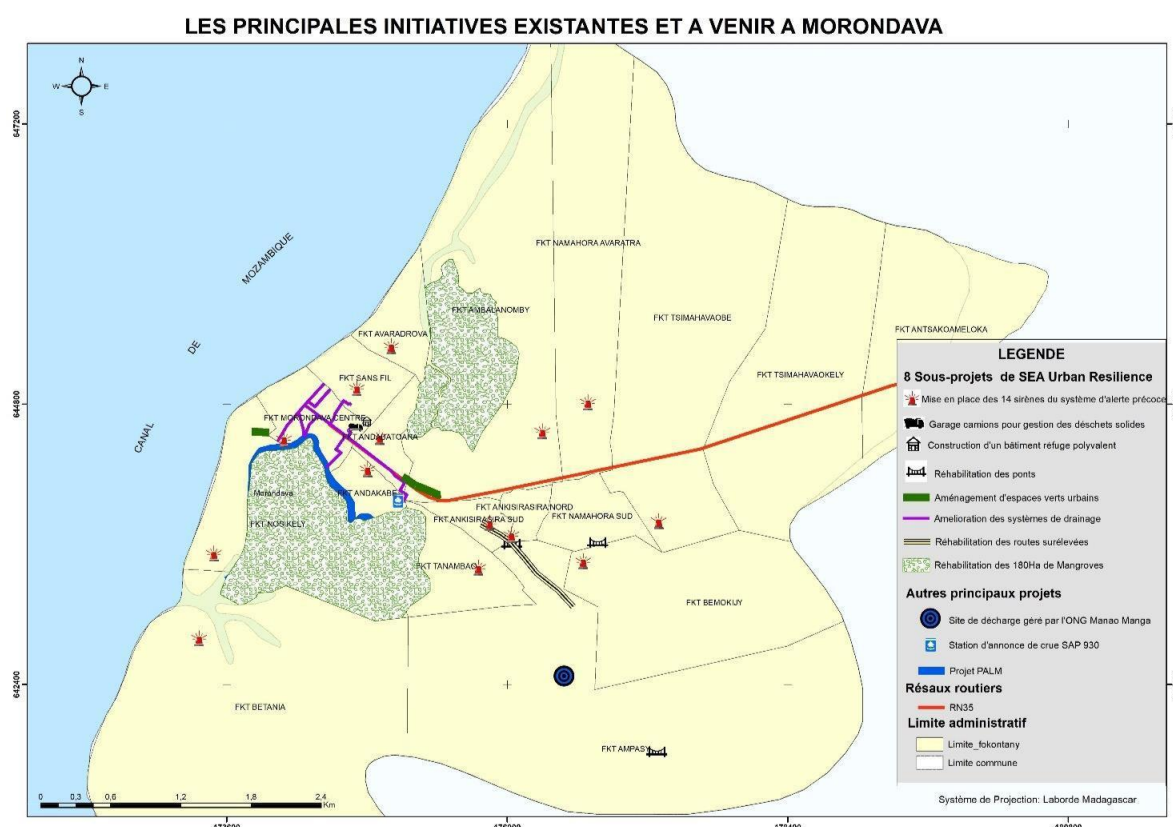 LES PRINCIPALES INITIATIVES EXISTANTES ET A VENIR A MORONDAVA
N
W E
S
647200
644800
642400
CANAL
DE
MOZAMBIQUE
FKT NAMAHORA AVARATRA
FKT AMBALANOMBY
FKT TSIMAHAVAOBE
FKT ANTSAKOAMELOKA
FKT AVARADROVA
FKT TSIMAHAVAOKELY
FKT SANS FIL
FKT MORONDAVA CENTRE
FKT ANDABATOARA
Morondava
FKT ANDAKABE
FKT NOSIKELY
FKT ANKISIRASIRA NORD
FKT ANKISIRASIRA SUD
FKT NAMAHORA SUD
FKT TANAMBAO
FKT BEMOKIJY
FKT BETANIA
FKT AMPASY
LEGENDE
8 Sous-projets de SEA Urban Resilience
Mise en place des 14 sirènes du système d'alerte précoce
Garage camions pour gestion des déschets solides
Construction d'un bâtiment réfuge polyvalent
Réhabilitation des ponts
Aménagement d'espaces verts urbains
Amelioration des systèmes de drainage
Réhabilitation des routes surélevées
Réhabilitation des 180Ha de Mangroves
Autres principaux projets
Site de décharge géré par l'ONG Manao Manga
Station d'annonce de crue SAP 930
Projet PALM
Résaux routiers
RN35
Limite administratif
Limite_fokontany
Limite commune
Système de Projection: Laborde Madagascar
0 0,3 0,6 1,2 1,8 2,4
Km